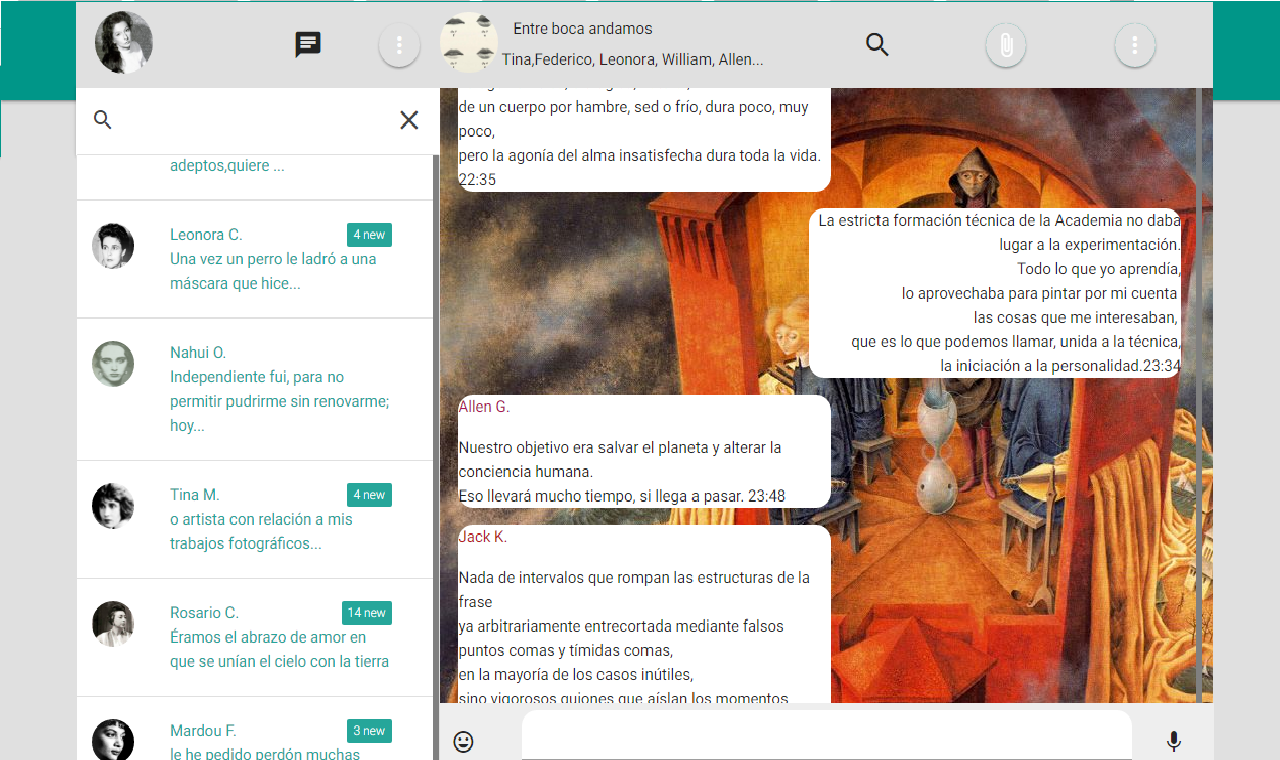 Entre boca andamos
Tina,Federico, Leonora, William, Allen...
adeptos,quiere ...
Leonora C.
4 new
Una vez un perro le ladró a una
máscara que hice...
Nahui O.
Independiente fui, para no
permitir pudrirme sin renovarme;
hoy...
Tina M.
4 new
o artista con relación a mis
trabajos fotográficos...
Rosario C.
14 new
Éramos el abrazo de amor en
que se unían el cielo con la tierra
Mardou F.
3 new
le he pedido perdón muchas
de un cuerpo por hambre, sed o frío, dura poco, muy
poco,
pero la agonía del alma insatisfecha dura toda la vida.
22:35
La estricta formación técnica de la Academia no daba
lugar a la experimentación.
Todo lo que yo aprendía,
lo aprovechaba para pintar por mi cuenta
las cosas que me interesaban,
que es lo que podemos llamar, unida a la técnica,
la iniciación a la personalidad.23:34
Allen G.
Nuestro objetivo era salvar el planeta y alterar la
conciencia humana.
Eso llevará mucho tiempo, si llega a pasar. 23:48
Jack K.
Nada de intervalos que rompan las estructuras de la
frase
ya arbitrariamente entrecortada mediante falsos
puntos comas y tímidas comas,
en la mayoría de los casos inútiles,
sino vigorosos guiones que aíslan los momentos